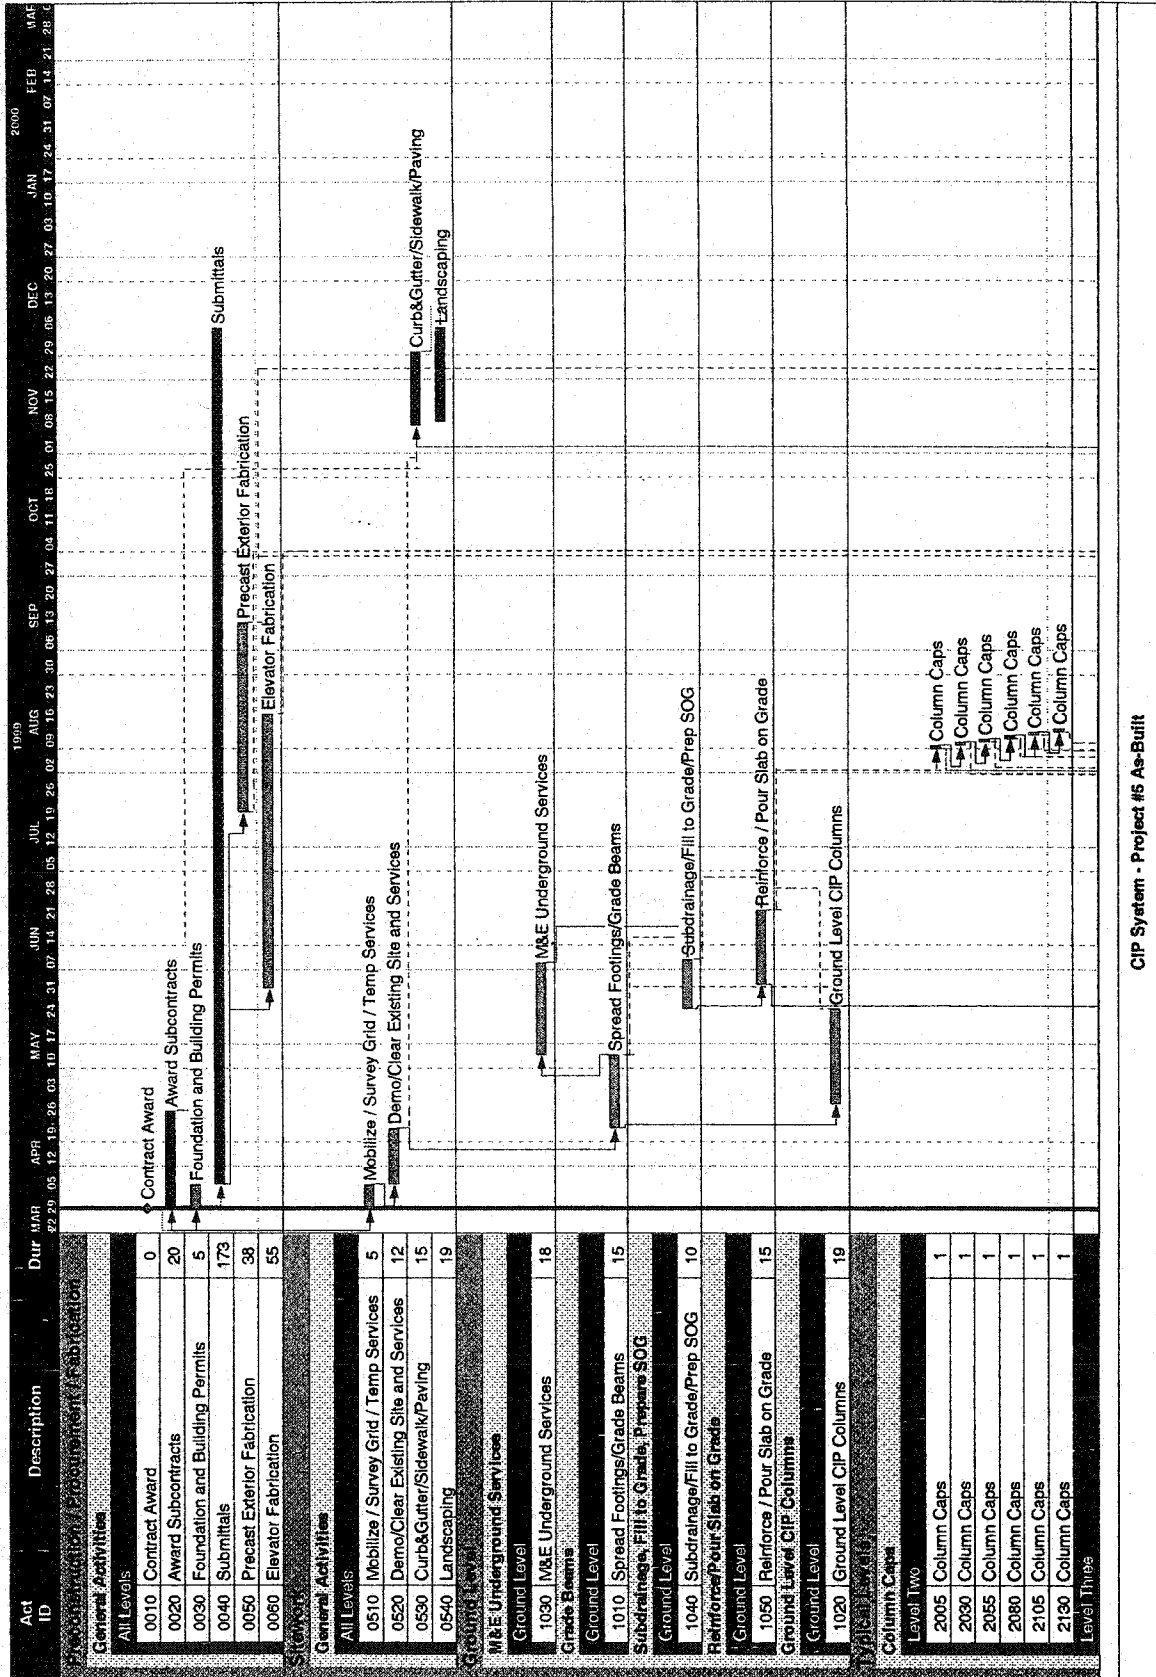 Act ID Description Dur
1999 2000
MAR APR MAY JUN JUL AUG SEP OCT NOV DEC JAN FEB MAR
22 29 05 12 19 26 03 10 17 24 31 07 14 21 28 05 12 19 26 02 09 16 23 30 06 13 20 27 04 11 18 25 01 08 15 22 29 06 13 20 27 03 10 17 24 31 07 14 21 28
Preconstruction / Procurement / Fabrication
General Activities
All Levels
0010 Contract Award 0 Contract Award
0020 Award Subcontracts 20 Award Subcontracts
0030 Foundation and Building Permits 5 Foundation and Building Permits
0040 Submittals 173 Submittals
0050 Precast Exterior Fabrication 38 Precast Exterior Fabrication
0060 Elevator Fabrication 55 Elevator Fabrication
Sitework
General Activities
All Levels
0510 Mobilize / Survey Grid / Temp Services 5 Mobilize / Survey Grid / Temp Services
0520 Demo/Clear Existing Site and Services 12 Demo/Clear Existing Site and Services
0530 Curb&Gutter/Sidewalk/Paving 15 Curb&Gutter/Sidewalk/Paving
0540 Landscaping 19 Landscaping
Ground Level
M&E Underground Services
Ground Level
1030 M&E Underground Services 18 M&E Underground Services
Grade Beams
Ground Level
1010 Spread Footings/Grade Beams 15 Spread Footings/Grade Beams
Subdrainage, Fill to Grade, Prepare SOG
Ground Level
1040 Subdrainage/Fill to Grade/Prep SOG 10 Subdrainage/Fill to Grade/Prep SOG
Reinforce/Pour Slab on Grade
Ground Level
1050 Reinforce / Pour Slab on Grade 15 Reinforce / Pour Slab on Grade
Ground Level CIP Columns
Ground Level
1020 Ground Level CIP Columns 19 Ground Level CIP Columns
Typical Levels
Column Caps
Level Two
2005 Column Caps 1 Column Caps
2030 Column Caps 1 Column Caps
2055 Column Caps 1 Column Caps
2080 Column Caps 1 Column Caps
2105 Column Caps 1 Column Caps
2130 Column Caps 1 Column Caps
Level Three
CIP System - Project #5 As-Built